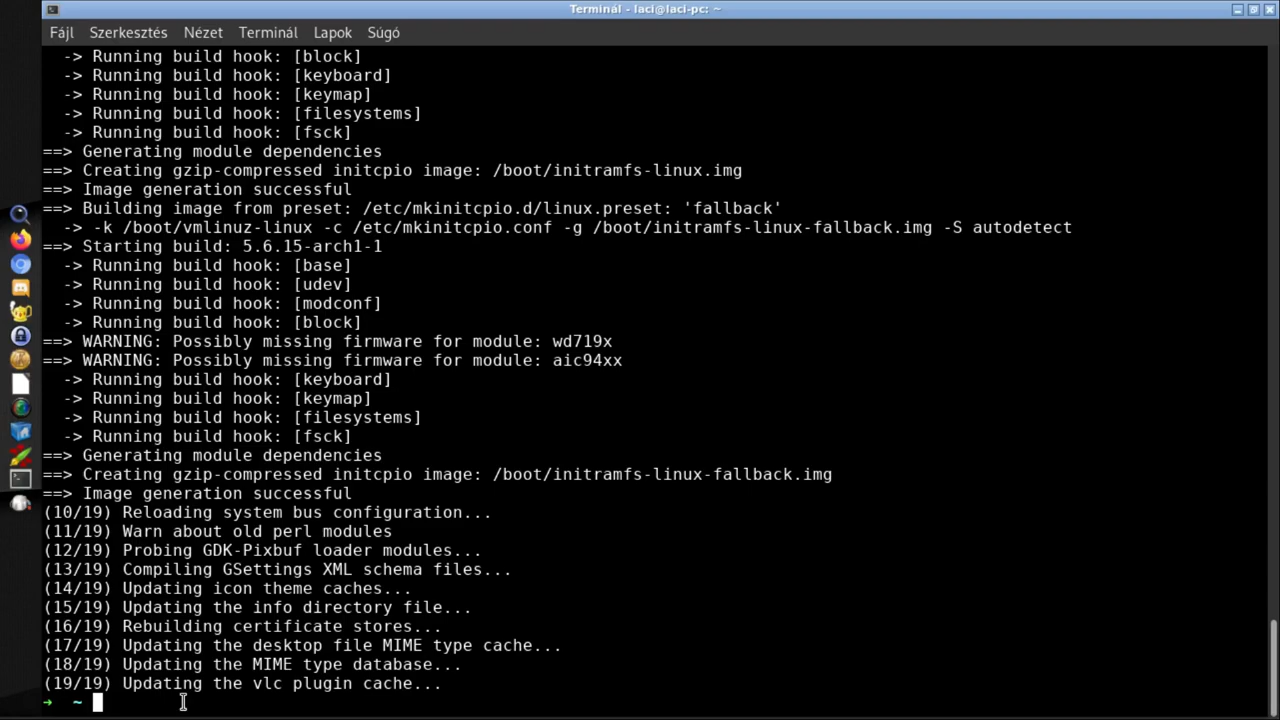 Terminál - laci@laci-pc: ~
Fájl Szerkesztés Nézet Terminál Lapok Súgó
-> Running build hook: [block]
-> Running build hook: [keyboard]
-> Running build hook: [keymap]
-> Running build hook: [filesystems]
-> Running build hook: [fsck]
==> Generating module dependencies
==> Creating gzip-compressed initcpio image: /boot/initramfs-linux.img
==> Image generation successful
==> Building image from preset: /etc/mkinitcpio.d/linux.preset: 'fallback'
-> -k /boot/vmlinuz-linux -c /etc/mkinitcpio.conf -g /boot/initramfs-linux-fallback.img -S autodetect
==> Starting build: 5.6.15-arch1-1
-> Running build hook: [base]
-> Running build hook: [udev]
-> Running build hook: [modconf]
-> Running build hook: [block]
==> WARNING: Possibly missing firmware for module: wd719x
==> WARNING: Possibly missing firmware for module: aic94xx
-> Running build hook: [keyboard]
-> Running build hook: [keymap]
-> Running build hook: [filesystems]
-> Running build hook: [fsck]
==> Generating module dependencies
==> Creating gzip-compressed initcpio image: /boot/initramfs-linux-fallback.img
==> Image generation successful
(10/19) Reloading system bus configuration...
(11/19) Warn about old perl modules
(12/19) Probing GDK-Pixbuf loader modules...
(13/19) Compiling GSettings XML schema files...
(14/19) Updating icon theme caches...
(15/19) Updating the info directory file...
(16/19) Rebuilding certificate stores...
(17/19) Updating the desktop file MIME type cache...
(18/19) Updating the MIME type database...
(19/19) Updating the vlc plugin cache...
➜ ~